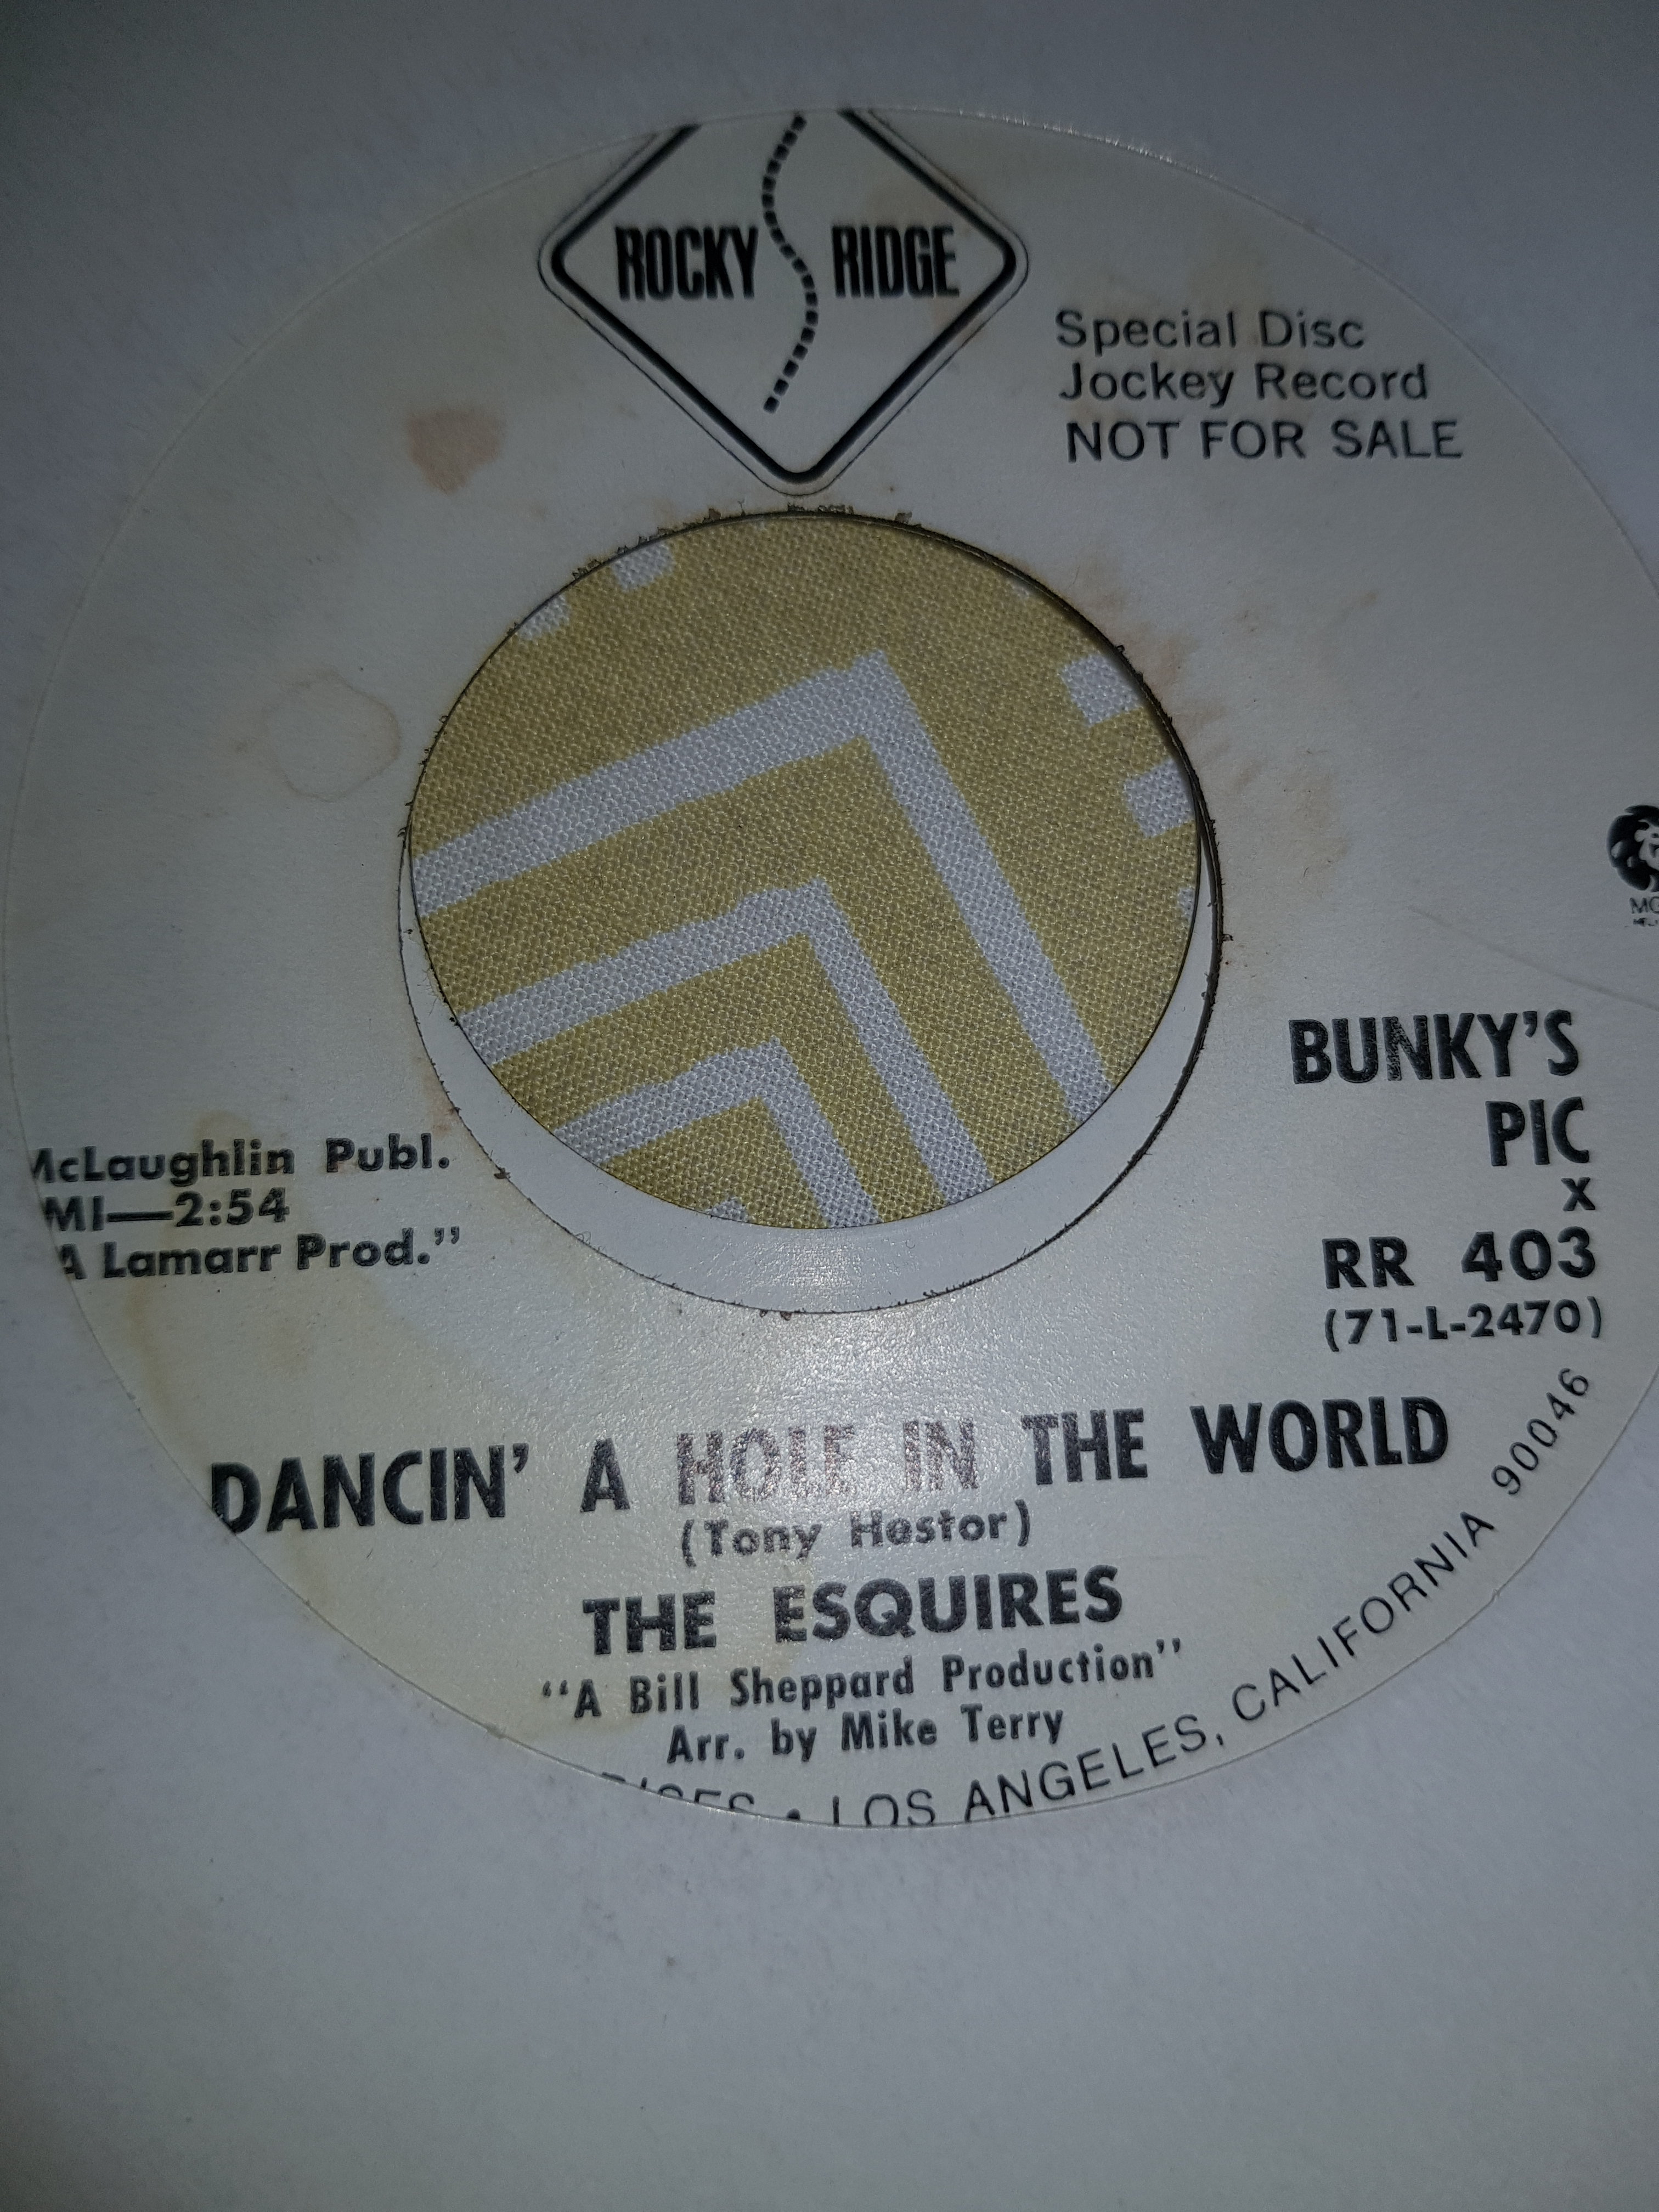 ROCKY RIDGE
Special Disc
Jockey Record
NOT FOR SALE
BUNKY'S
PIC
x
RR 403
(71-L-2470)
McLaughlin Publ.
MI—2:54
A Lamarr Prod."
DANCIN' A HOLE IN THE WORLD
(Tony Hestor)
THE ESQUIRES
"A Bill Sheppard Production"
Arr. by Mike Terry
LOS ANGELES, CALIFORNIA 90046